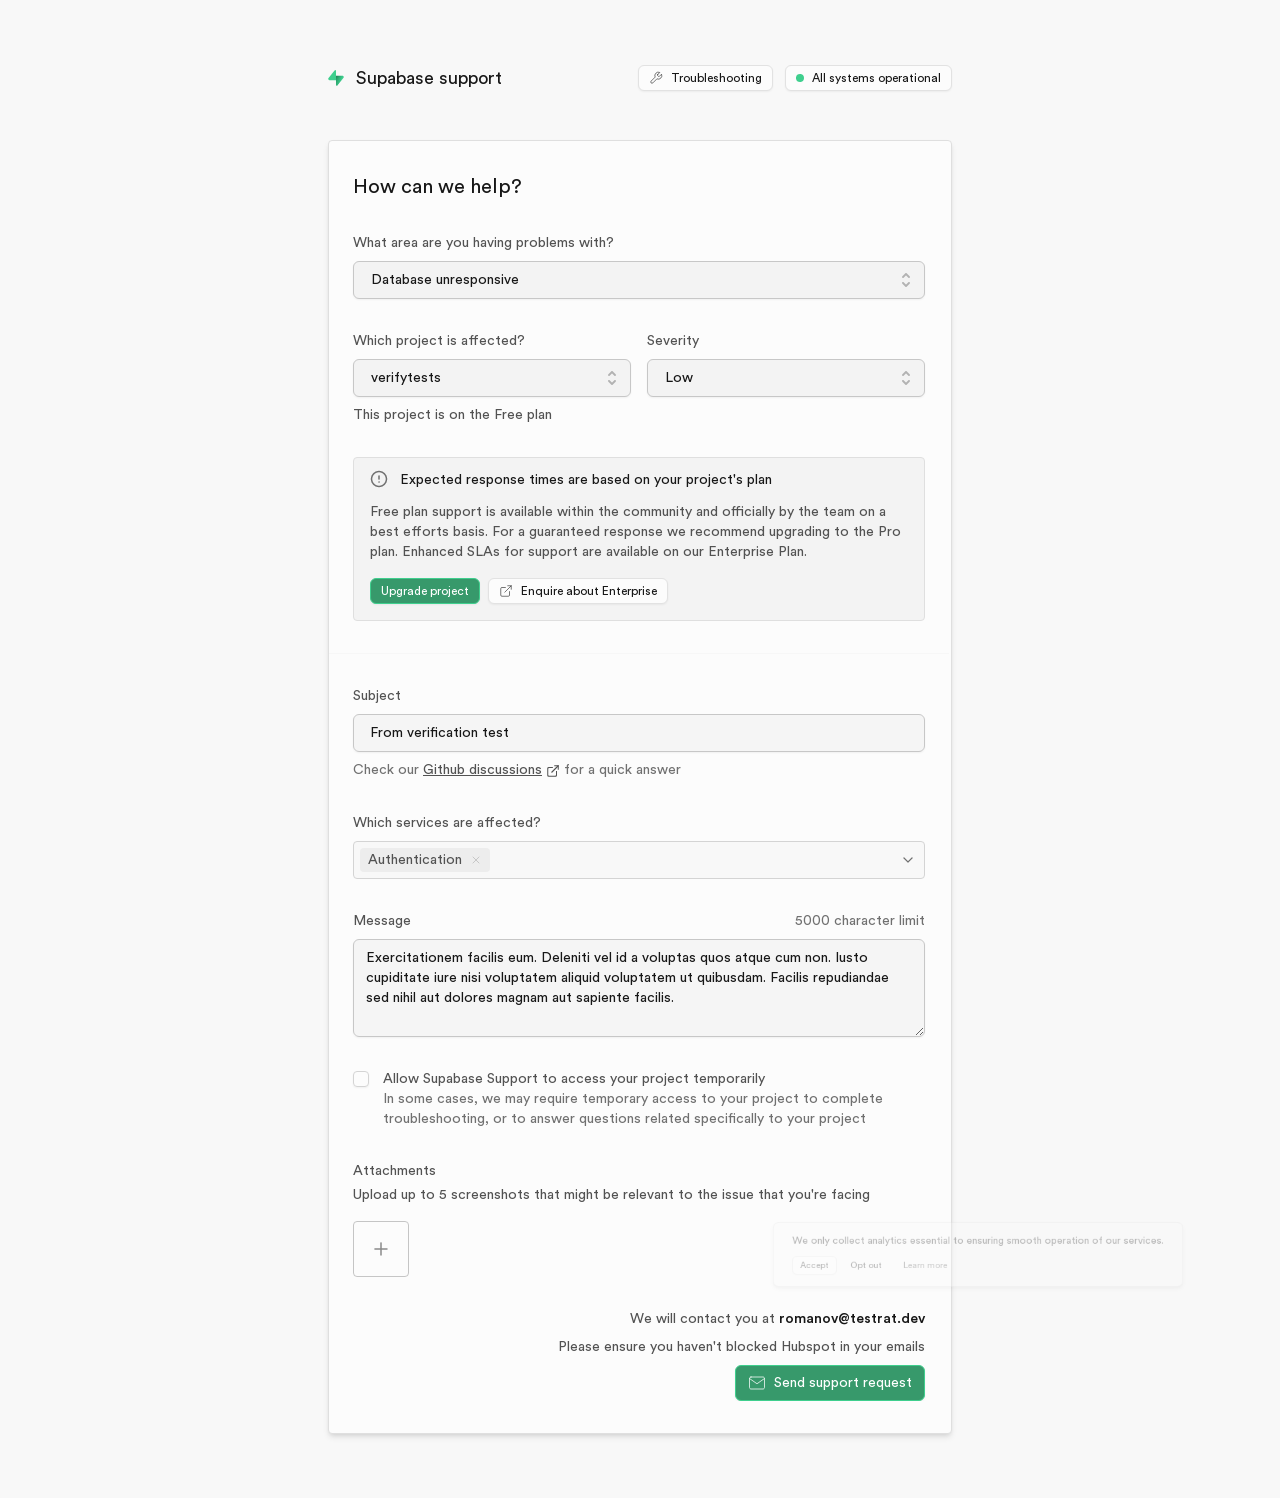 Supabase support
Troubleshooting
All systems operational
How can we help?
What area are you having problems with?
Database unresponsive
Which project is affected?
Severity
verifytests
Low
This project is on the Free plan
Expected response times are based on your project's plan
Free plan support is available within the community and officially by the team on a
best efforts basis. For a guaranteed response we recommend upgrading to the Pro
plan. Enhanced SLAs for support are available on our Enterprise Plan.
Upgrade project
Enquire about Enterprise
Subject
From verification test
Check our Github discussions for a quick answer
Which services are affected?
Authentication
Message
5000 character limit
Exercitationem facilis eum. Deleniti vel id a voluptas quos atque cum non. Iusto
cupiditate iure nisi voluptatem aliquid voluptatem ut quibusdam. Facilis repudiandae
sed nihil aut dolores magnam aut sapiente facilis.
Allow Supabase Support to access your project temporarily
In some cases, we may require temporary access to your project to complete
troubleshooting, or to answer questions related specifically to your project
Attachments
Upload up to 5 screenshots that might be relevant to the issue that you're facing
We only collect analytics essential to ensuring smooth operation of our services.
Accept
Opt out
Learn more
We will contact you at romanov@testrat.dev
Please ensure you haven't blocked Hubspot in your emails
Send support request